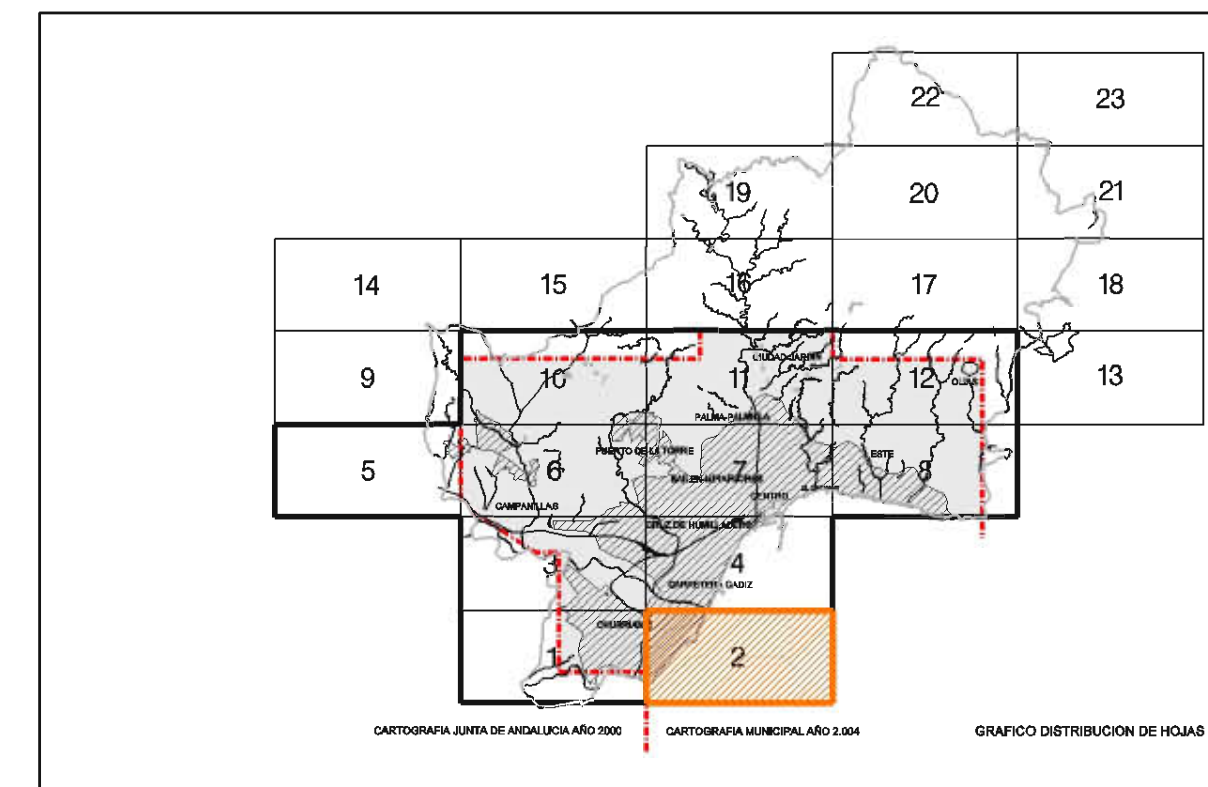 22 23
19 20 21
14 15 16 17 18
CIUDAD JARDIN
9 10 11 12 13
OLIAS
PALMA-PALMILLA
PUERTO DE LA TORRE ESTE
5 6 7 8
BAILEN-MIRAFLORES
CENTRO
CAMPANILLAS
CRUZ DE HUMILLADERO
3 4
CARRETERA CADIZ
CHURRIANA
1 2
CARTOGRAFIA JUNTA DE ANDALUCIA AÑO 2000 CARTOGRAFIA MUNICIPAL AÑO 2.004 GRAFICO DISTRIBUCION DE HOJAS